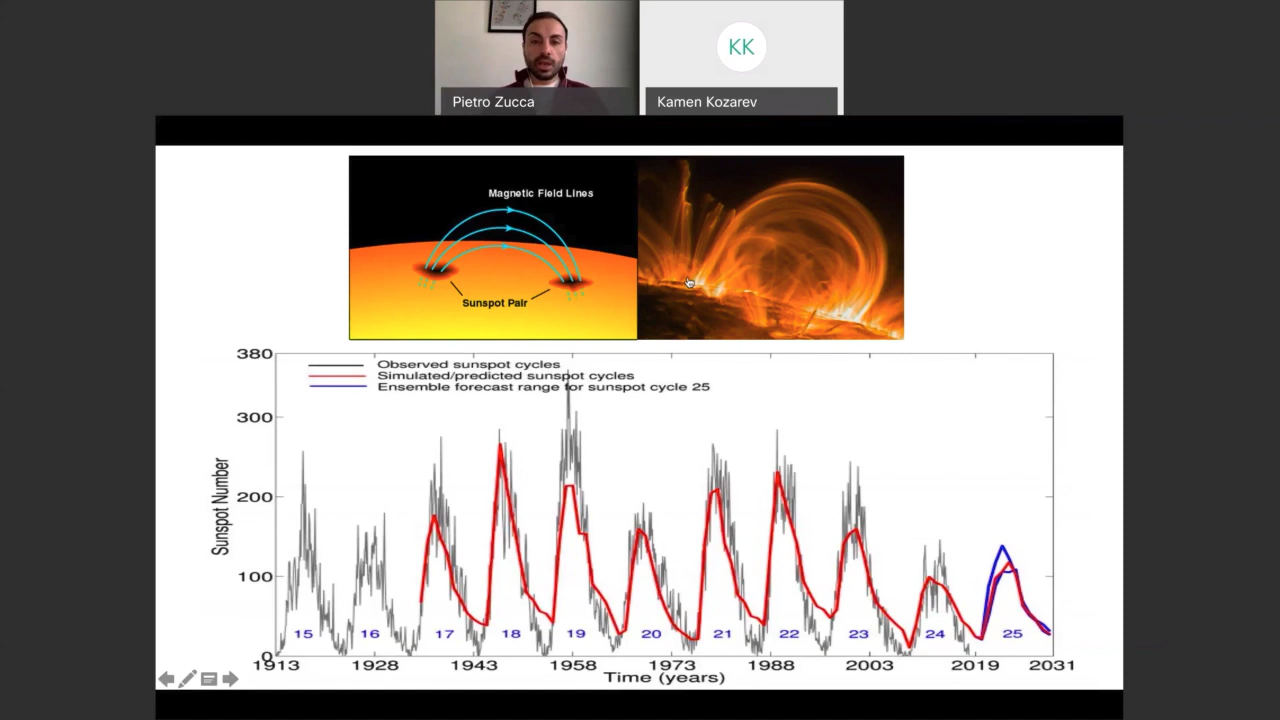 KK
Pietro Zucca
Kamen Kozarev
Magnetic Field Lines
Sunspot Pair
380
300
200
100
0
Sunspot Number
Observed sunspot cycles
Simulated/predicted sunspot cycles
Ensemble forecast range for sunspot cycle 25
15 16 17 18 19 20 21 22 23 24 25
1913 1928 1943 1958 1973 1988 2003 2019 2031
Time (years)